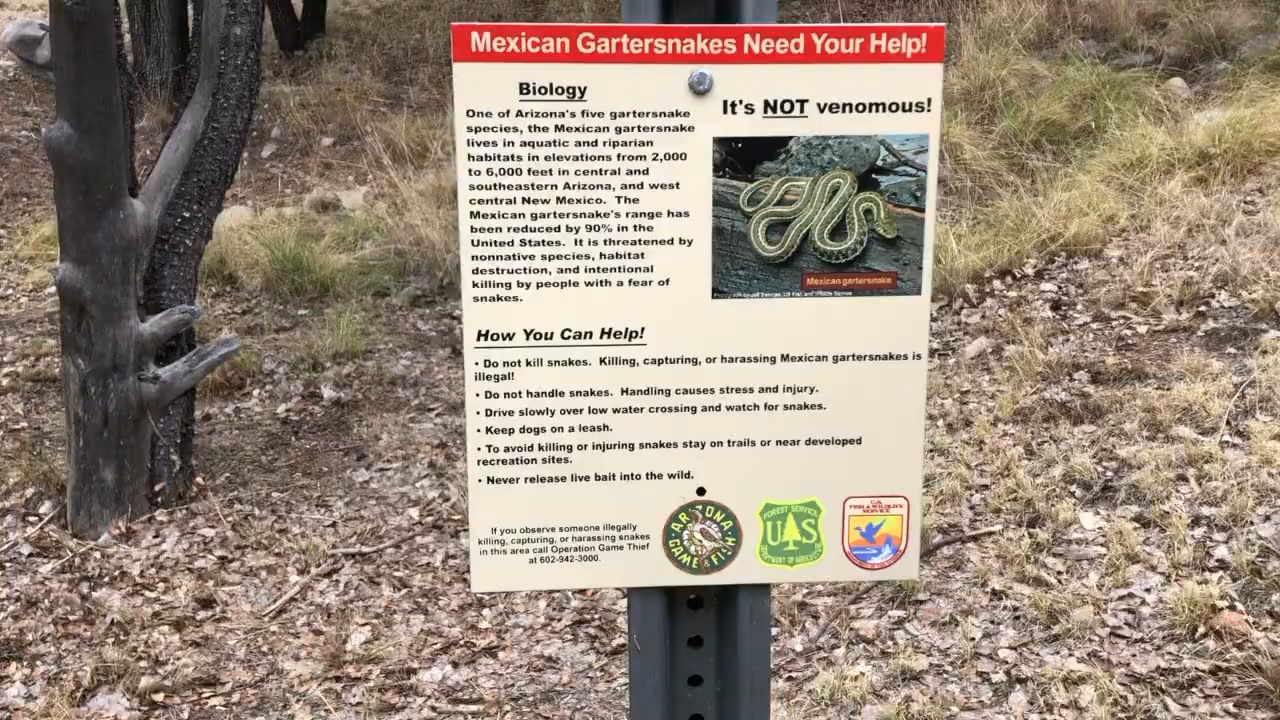 Mexican Gartersnakes Need Your Help!
Biology
One of Arizona's five gartersnake
species, the Mexican gartersnake
lives in aquatic and riparian
habitats in elevations from 2,000
to 6,000 feet in central and
southeastern Arizona, and west
central New Mexico. The
Mexican gartersnake's range has
been reduced by 90% in the
United States. It is threatened by
nonnative species, habitat
destruction, and intentional
killing by people with a fear of
snakes.
It's NOT venomous!
Mexican gartersnake
US Fish and Wildlife Service
How You Can Help!
• Do not kill snakes. Killing, capturing, or harassing Mexican gartersnakes is
illegal!
• Do not handle snakes. Handling causes stress and injury.
• Drive slowly over low water crossing and watch for snakes.
• Keep dogs on a leash.
• To avoid killing or injuring snakes stay on trails or near developed
recreation sites.
• Never release live bait into the wild.
If you observe someone illegally
killing, capturing, or harassing snakes
in this area call Operation Game Thief
at 602-942-3000.
ARIZONA
GAME & FISH
FOREST SERVICE
US
DEPARTMENT OF AGRICULTURE
U.S.
FISH & WILDLIFE
SERVICE